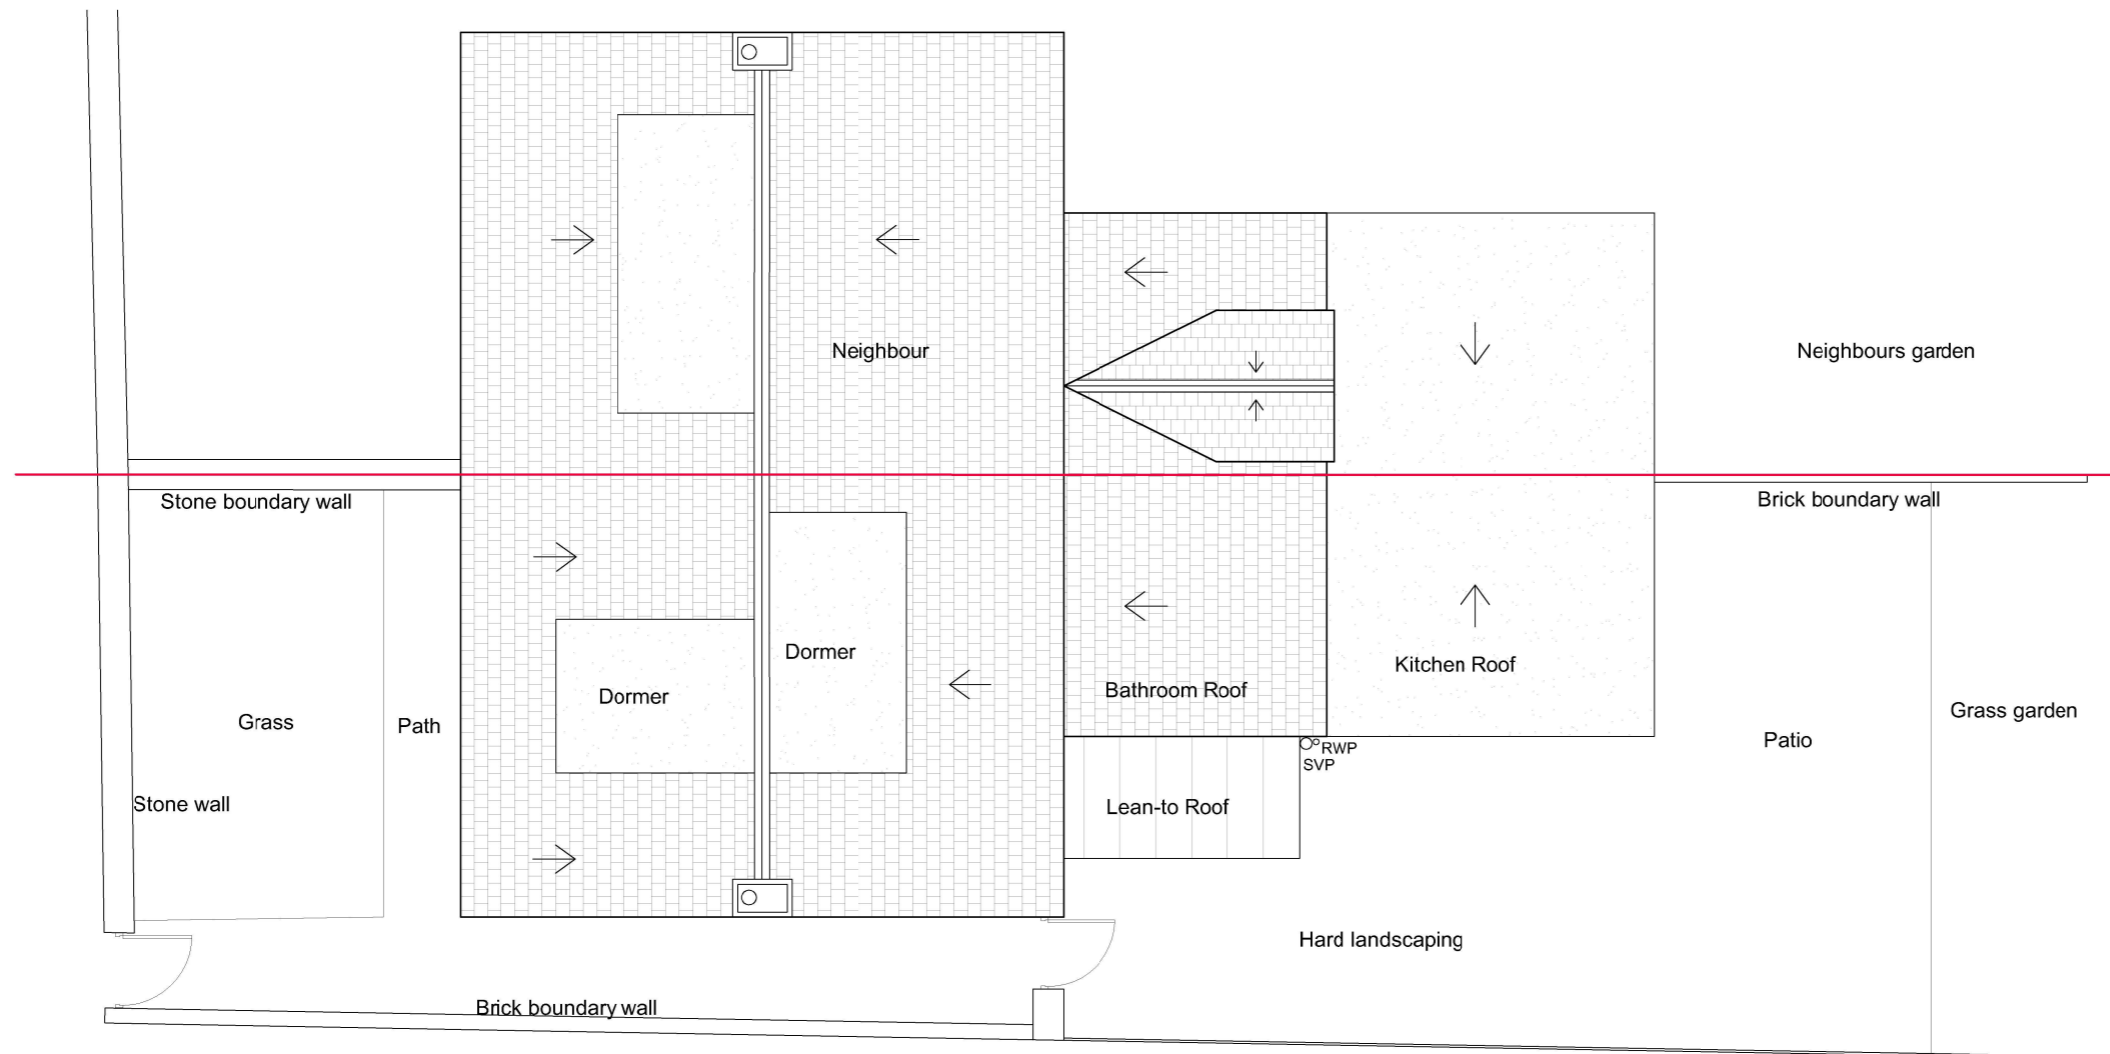 Neighbour
Neighbours garden
Stone boundary wall
Brick boundary wall
Dormer
Dormer
Bathroom Roof
Kitchen Roof
Grass
Path
Grass garden
Patio
RWP
SVP
Stone wall
Lean-to Roof
Hard landscaping
Brick boundary wall